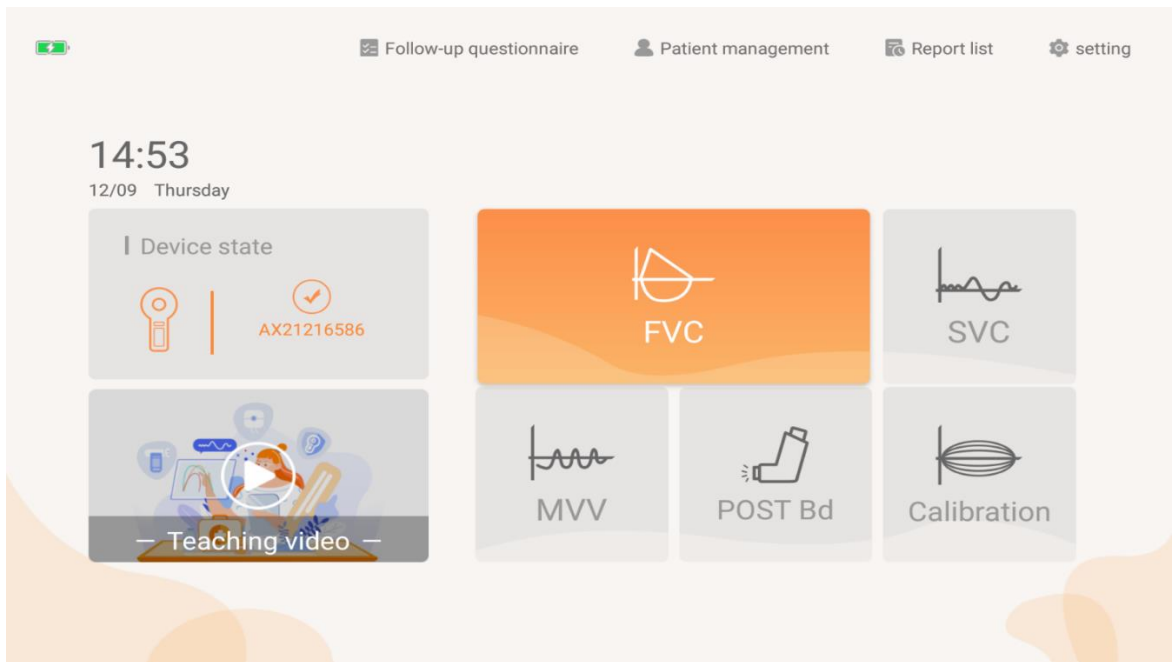 Follow-up questionnaire Patient management Report list setting
14:53
12/09 Thursday
Device state
AX21216586
FVC
SVC
MVV
POST Bd
Calibration
— Teaching video —